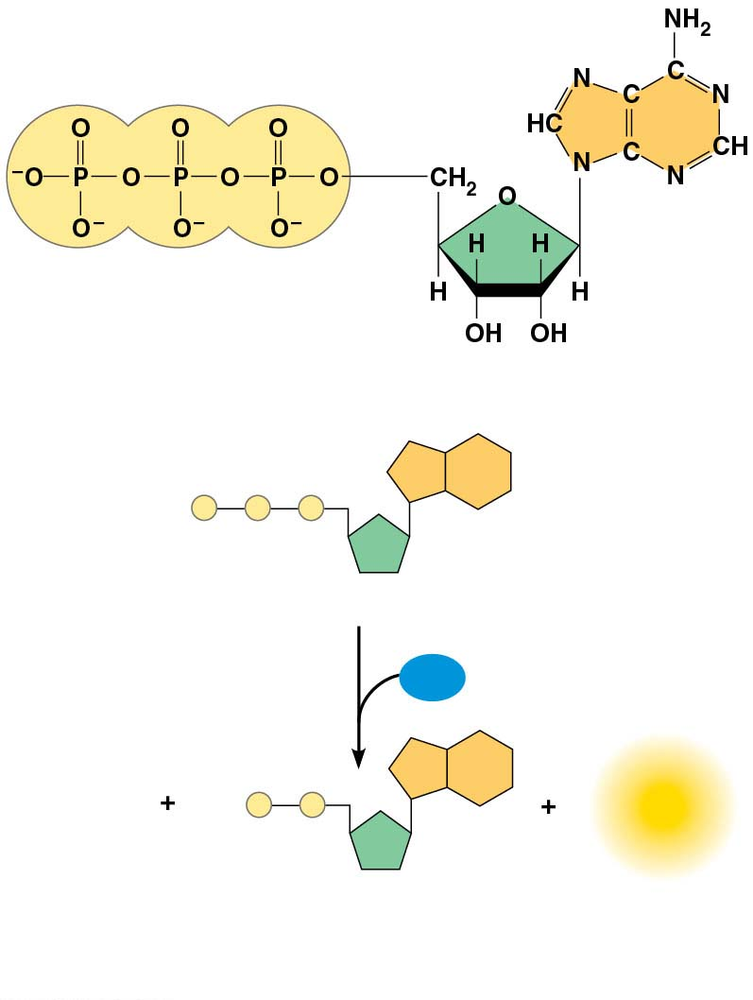 NH₂
N C C N
HC CH
N C N
O O O
⁻O P O P O P O CH₂
O⁻ O⁻ O⁻
O
H H
H H
OH OH
+ +